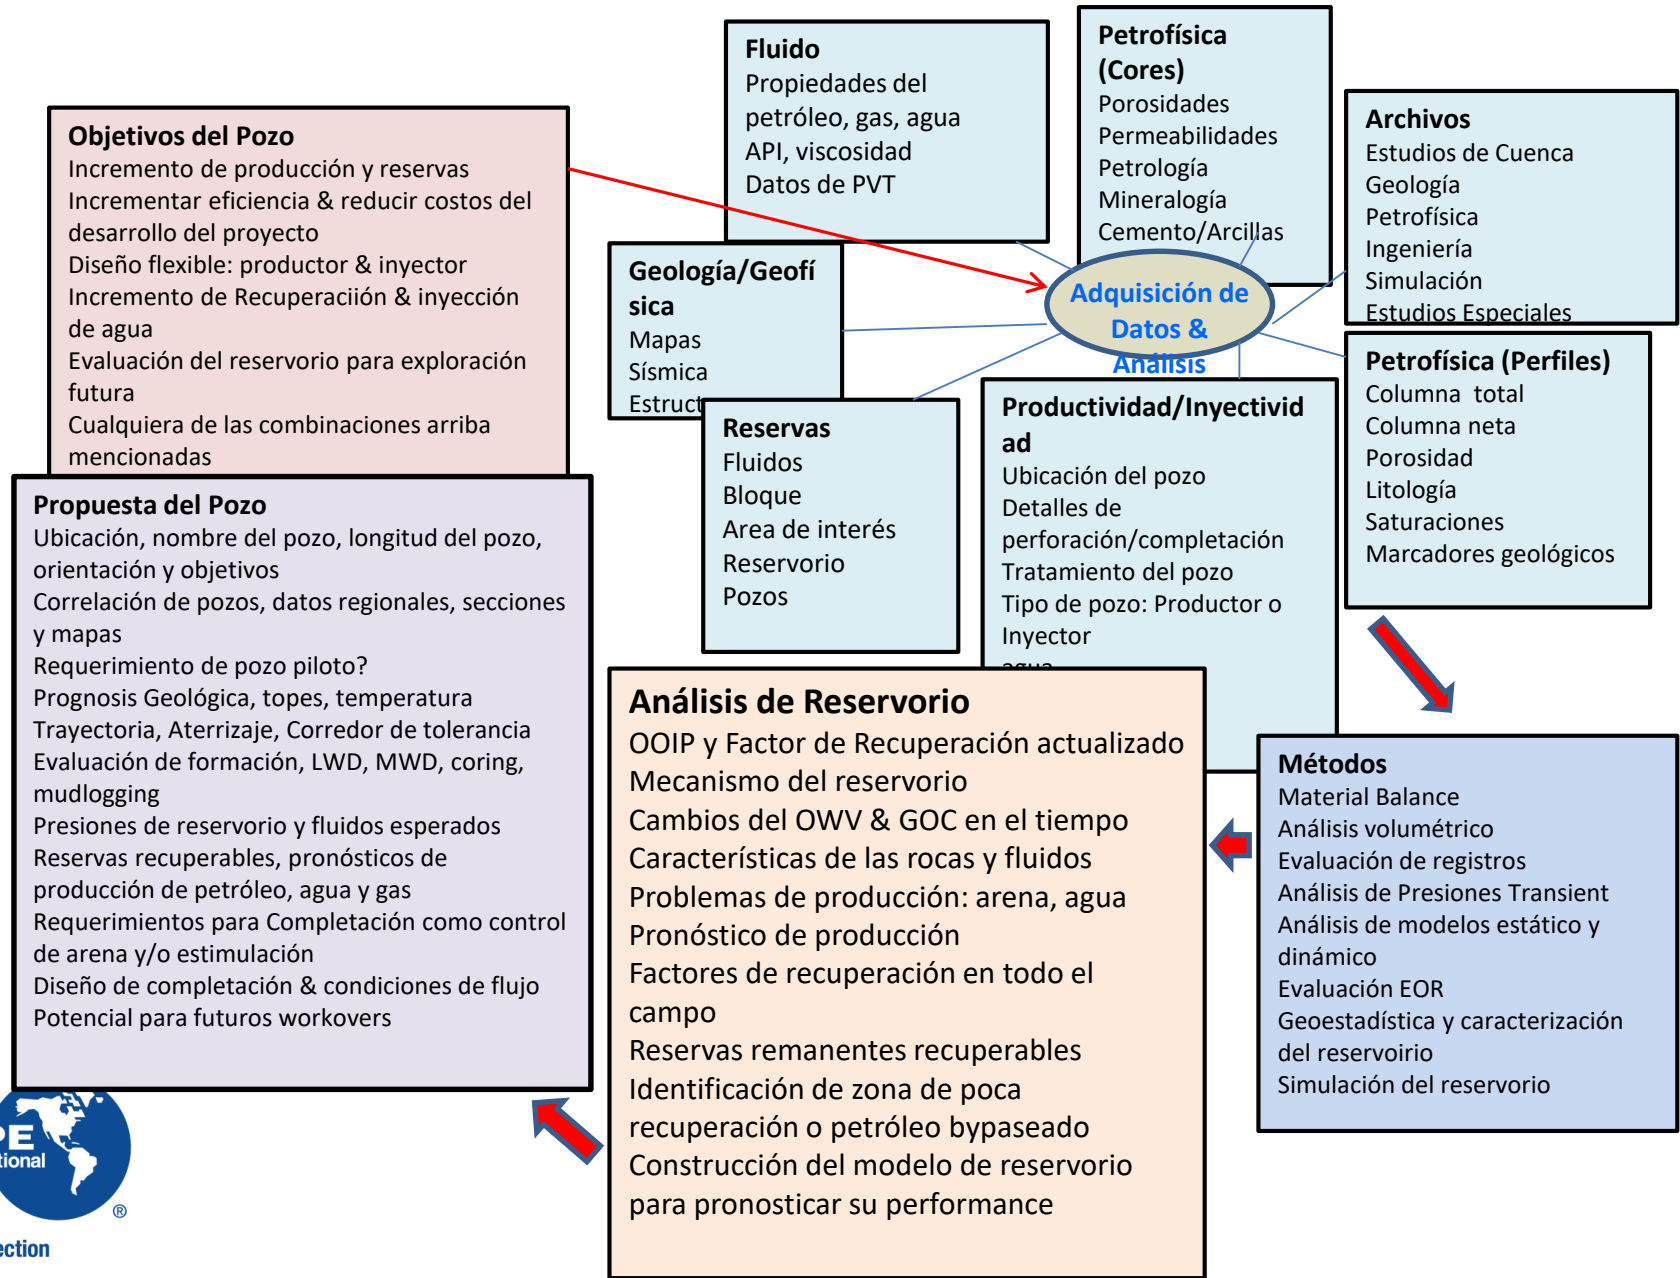 Objetivos del Pozo
Incremento de producción y reservas
Incrementar eficiencia & reducir costos del
desarrollo del proyecto
Diseño flexible: productor & inyector
Incremento de Recuperaciión & inyección
de agua
Evaluación del reservorio para exploración
futura
Cualquiera de las combinaciones arriba
mencionadas
Fluido
Propiedades del
petróleo, gas, agua
API, viscosidad
Datos de PVT
Petrofísica
(Cores)
Porosidades
Permeabilidades
Petrología
Mineralogía
Cemento/Arcillas
Archivos
Estudios de Cuenca
Geología
Petrofísica
Ingeniería
Simulación
Estudios Especiales
Geología/Geofí
sica
Mapas
Sísmica
Estruct
Adquisición de
Datos &
Análisis
Petrofísica (Perfiles)
Columna  total
Columna neta
Porosidad
Litología
Saturaciones
Marcadores geológicos
Reservas
Fluidos
Bloque
Area de interés
Reservorio
Pozos
Productividad/Inyectivid
ad
Ubicación del pozo
Detalles de
perforación/completación
Tratamiento del pozo
Tipo de pozo: Productor o
Inyector
agua
Propuesta del Pozo
Ubicación, nombre del pozo, longitud del pozo,
orientación y objetivos
Correlación de pozos, datos regionales, secciones
y mapas
Requerimiento de pozo piloto?
Prognosis Geológica, topes, temperatura
Trayectoria, Aterrizaje, Corredor de tolerancia
Evaluación de formación, LWD, MWD, coring,
mudlogging
Presiones de reservorio y fluidos esperados
Reservas recuperables, pronósticos de
producción de petróleo, agua y gas
Requerimientos para Completación como control
de arena y/o estimulación
Diseño de completación & condiciones de flujo
Potencial para futuros workovers
Análisis de Reservorio
OOIP y Factor de Recuperación actualizado
Mecanismo del reservorio
Cambios del OWV & GOC en el tiempo
Características de las rocas y fluidos
Problemas de producción: arena, agua
Pronóstico de producción
Factores de recuperación en todo el
campo
Reservas remanentes recuperables
Identificación de zona de poca
recuperación o petróleo bypaseado
Construcción del modelo de reservorio
para pronosticar su performance
Métodos
Material Balance
Análisis volumétrico
Evaluación de registros
Análisis de Presiones Transient
Análisis de modelos estático y
dinámico
Evaluación EOR
Geoestadística y caracterización
del reservoirio
Simulación del reservorio
PE
tional
®
ection